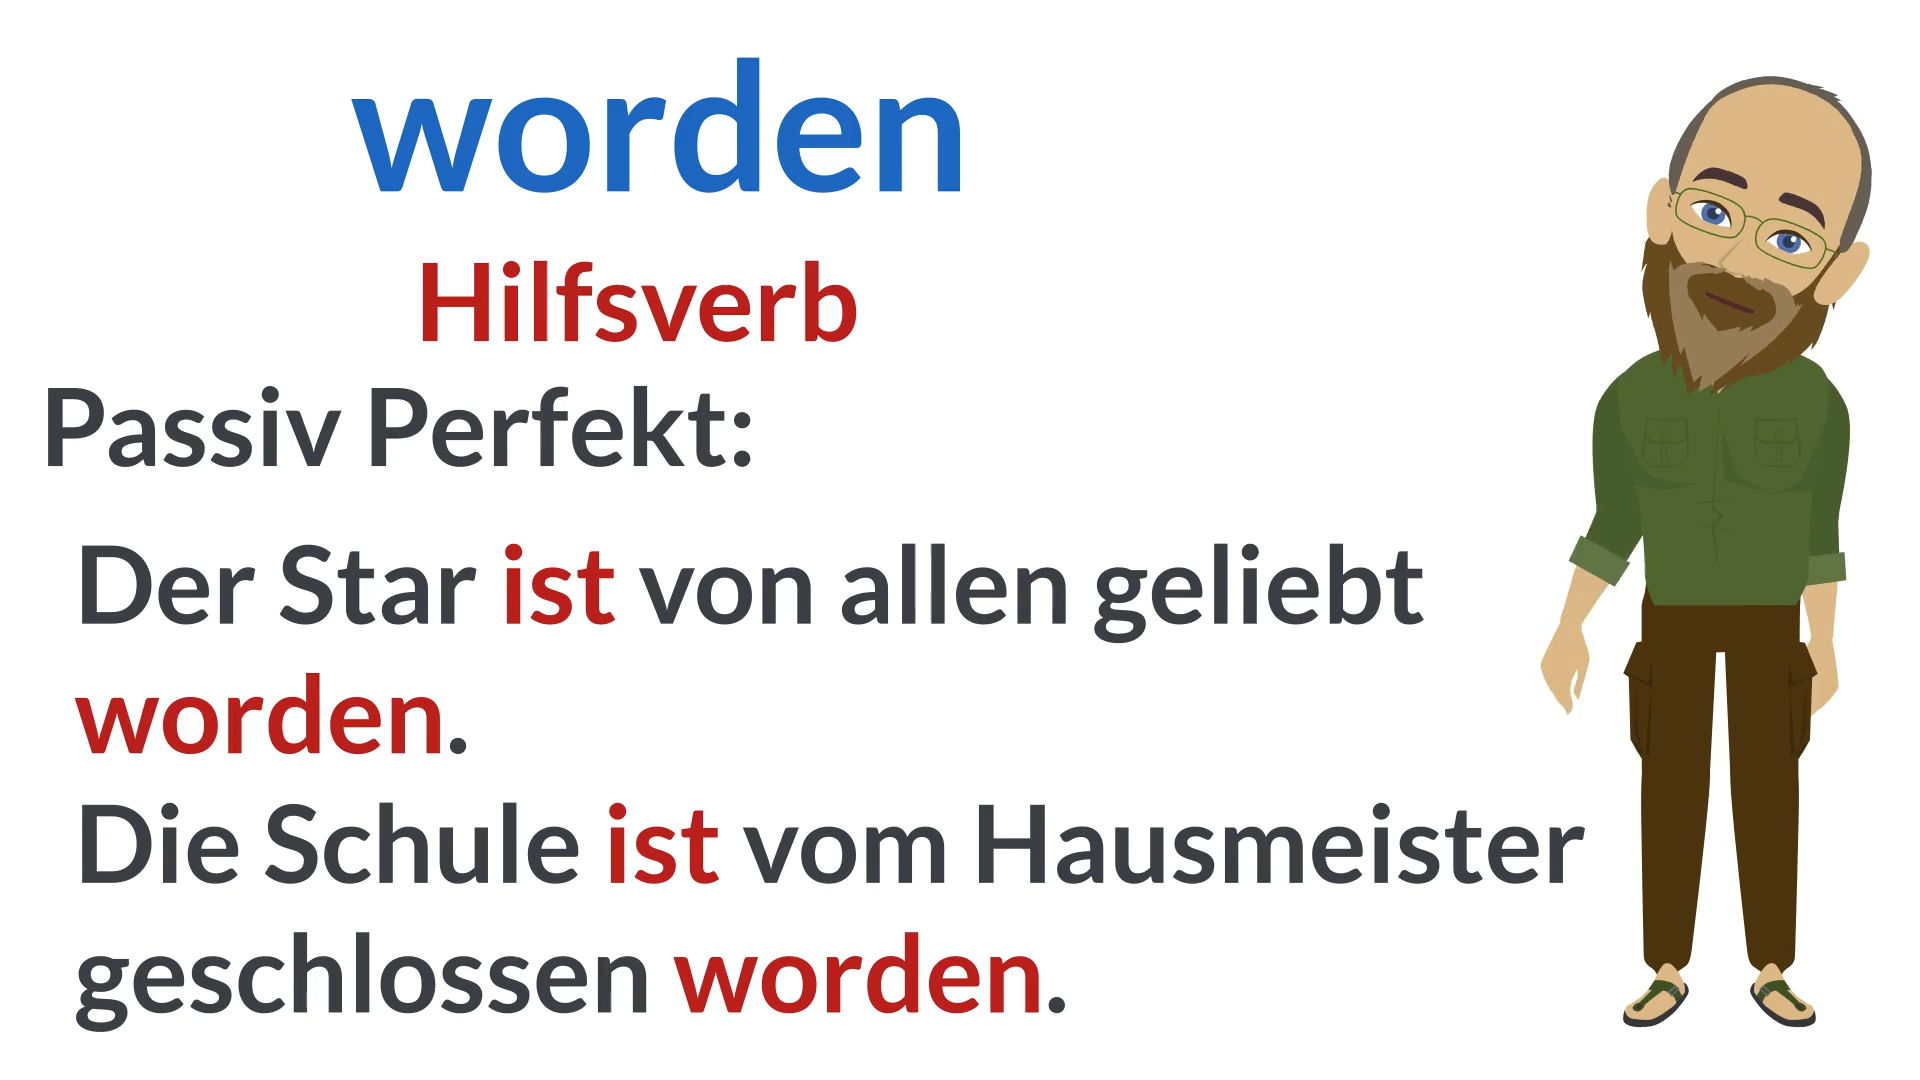 worden
Hilfsverb
Passiv Perfekt:
Der Star ist von allen geliebt
worden.
Die Schule ist vom Hausmeister
geschlossen worden.